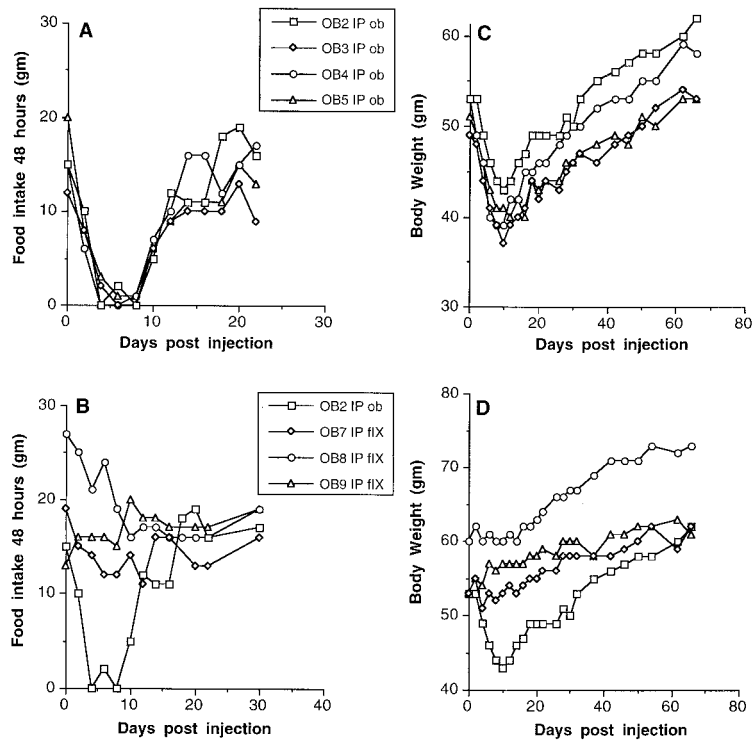 A
OB2 IP ob
OB3 IP ob
OB4 IP ob
OB5 IP ob
Food intake 48 hours (gm)
30
20
10
0
0
10
20
30
Days post injection
C
Body Weight (gm)
60
50
40
30
0
20
40
60
80
Days post injection
B
OB2 IP ob
OB7 IP fIX
OB8 IP fIX
OB9 IP fIX
Food intake 48 hours (gm)
30
20
10
0
0
10
20
30
40
Days post injection
D
Body Weight (gm)
80
70
60
50
40
0
20
40
60
80
Days post injection